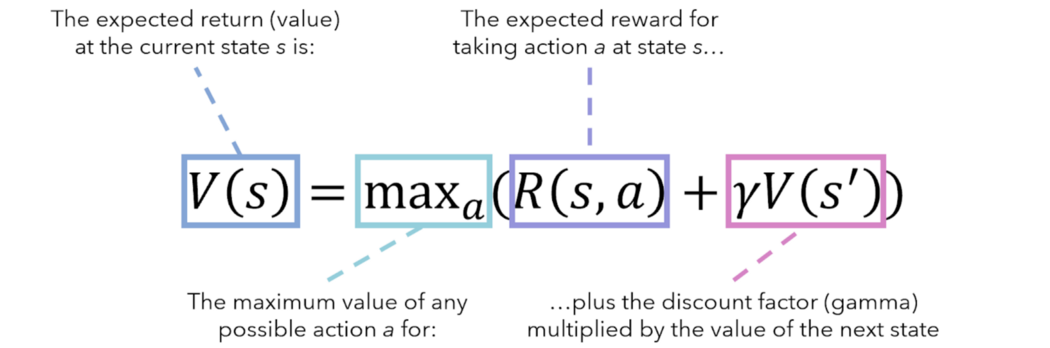 The expected return (value)
at the current state s is:
The expected reward for
taking action a at state s…
V(s) = maxₐ(R(s, a) + γV(s′))
The maximum value of any
possible action a for:
…plus the discount factor (gamma)
multiplied by the value of the next state